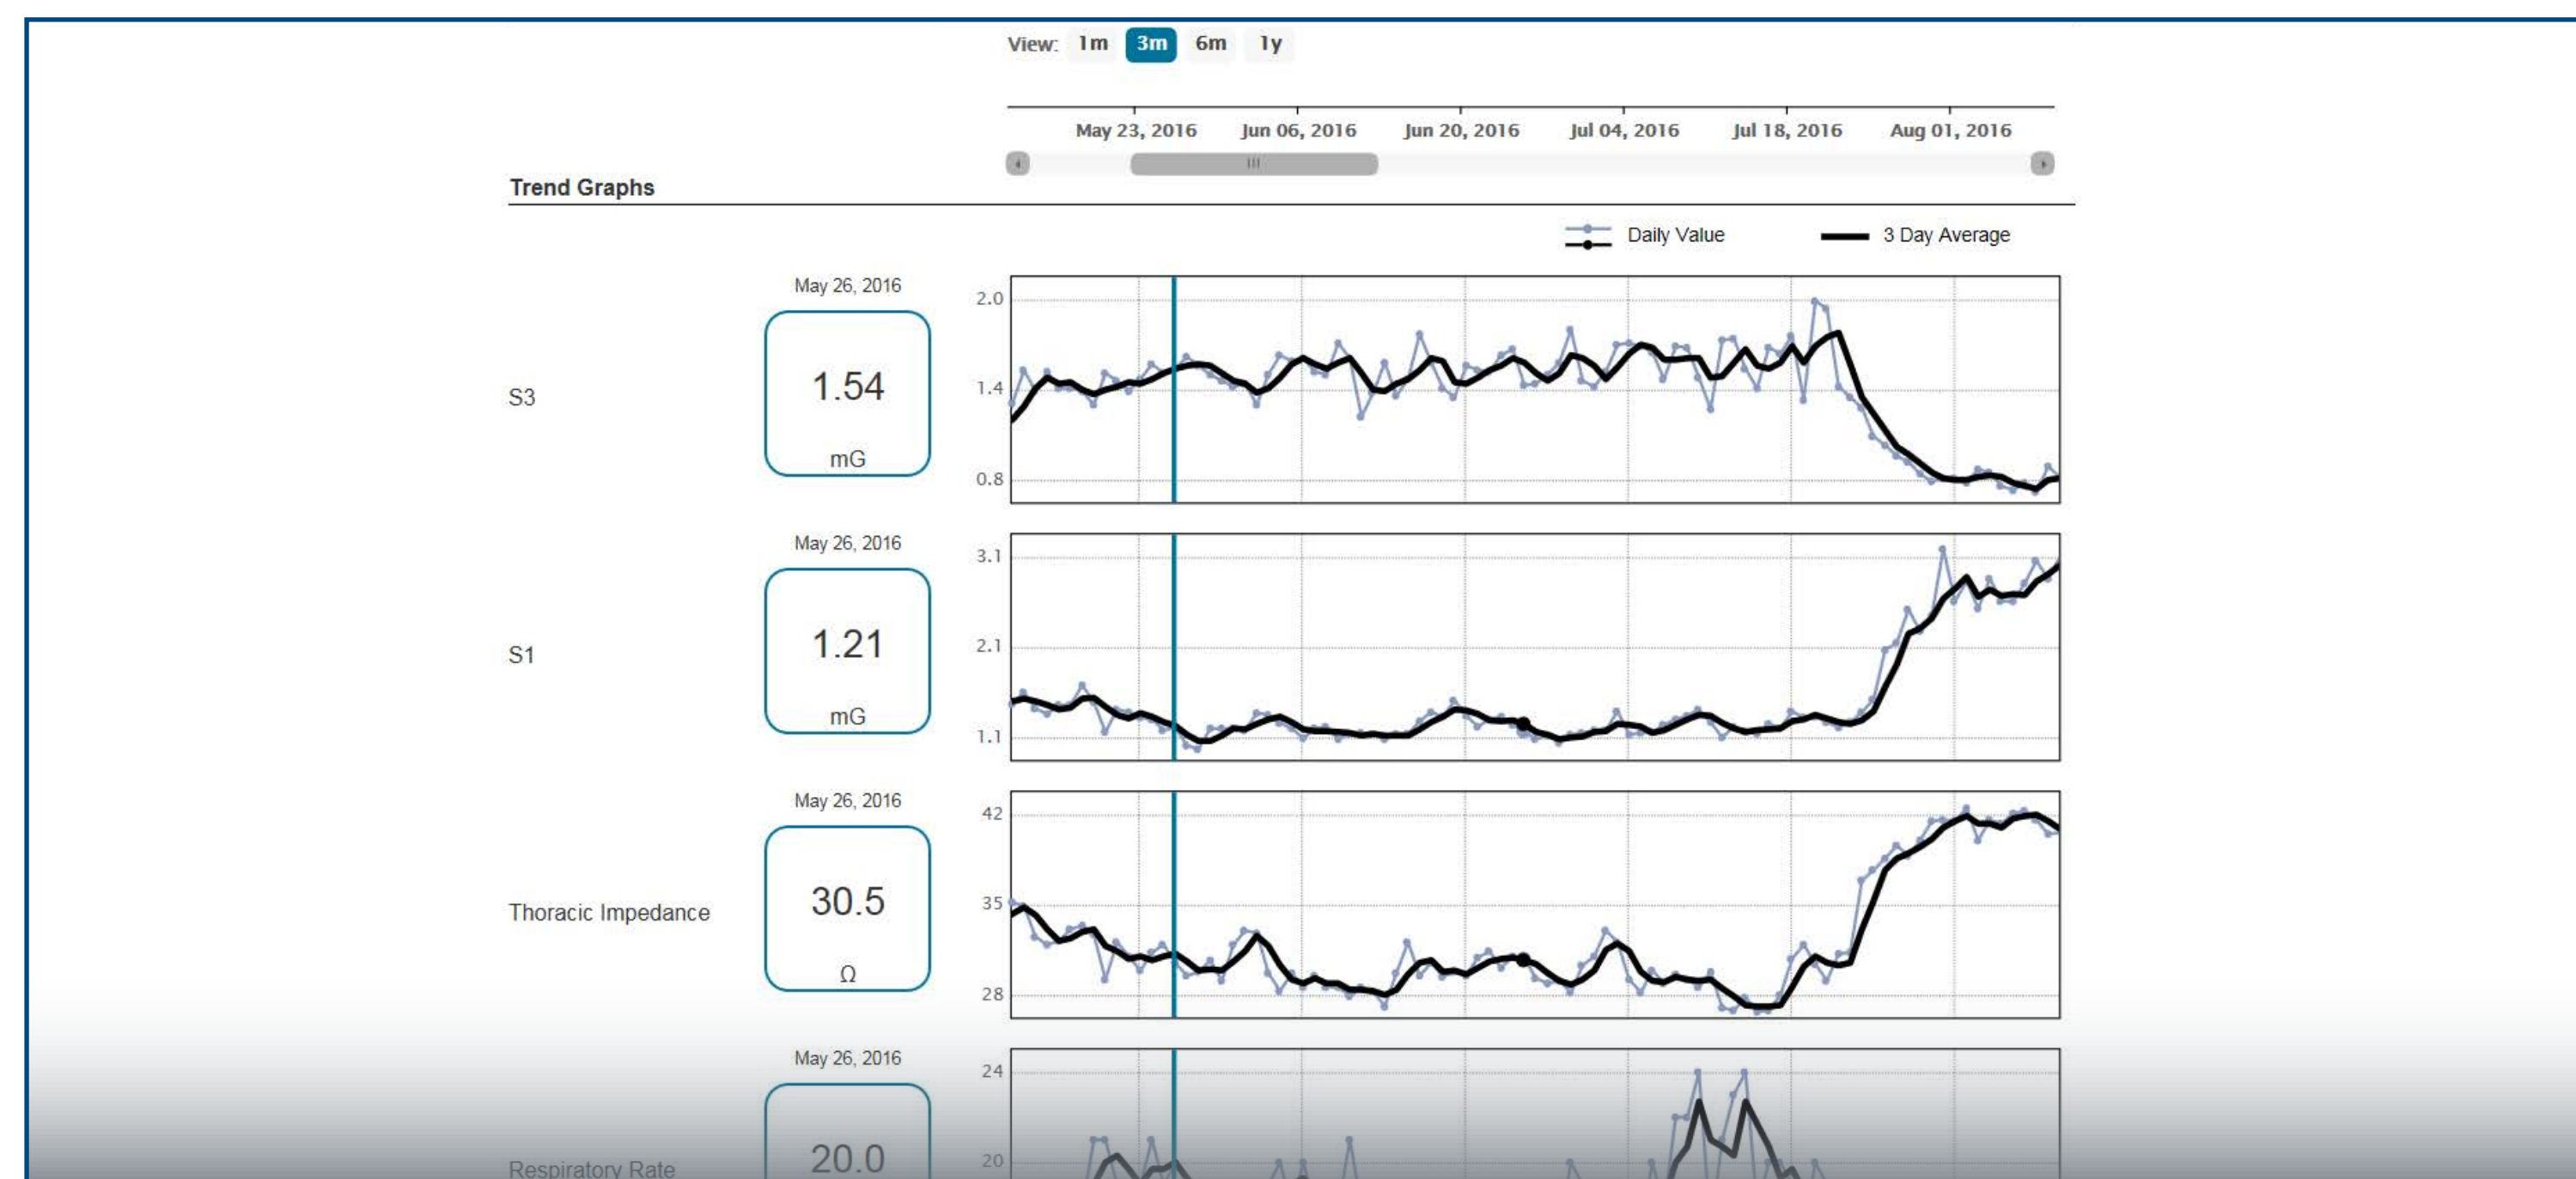 View: 1m 3m 6m 1y
May 23, 2016 Jun 06, 2016 Jun 20, 2016 Jul 04, 2016 Jul 18, 2016 Aug 01, 2016
Trend Graphs
Daily Value 3 Day Average
May 26, 2016
S3
1.54
mG
2.0
1.4
0.8
May 26, 2016
S1
1.21
mG
3.1
2.1
1.1
May 26, 2016
Thoracic Impedance
30.5
Ω
42
35
28
May 26, 2016
Respiratory Rate
20.0
24
20